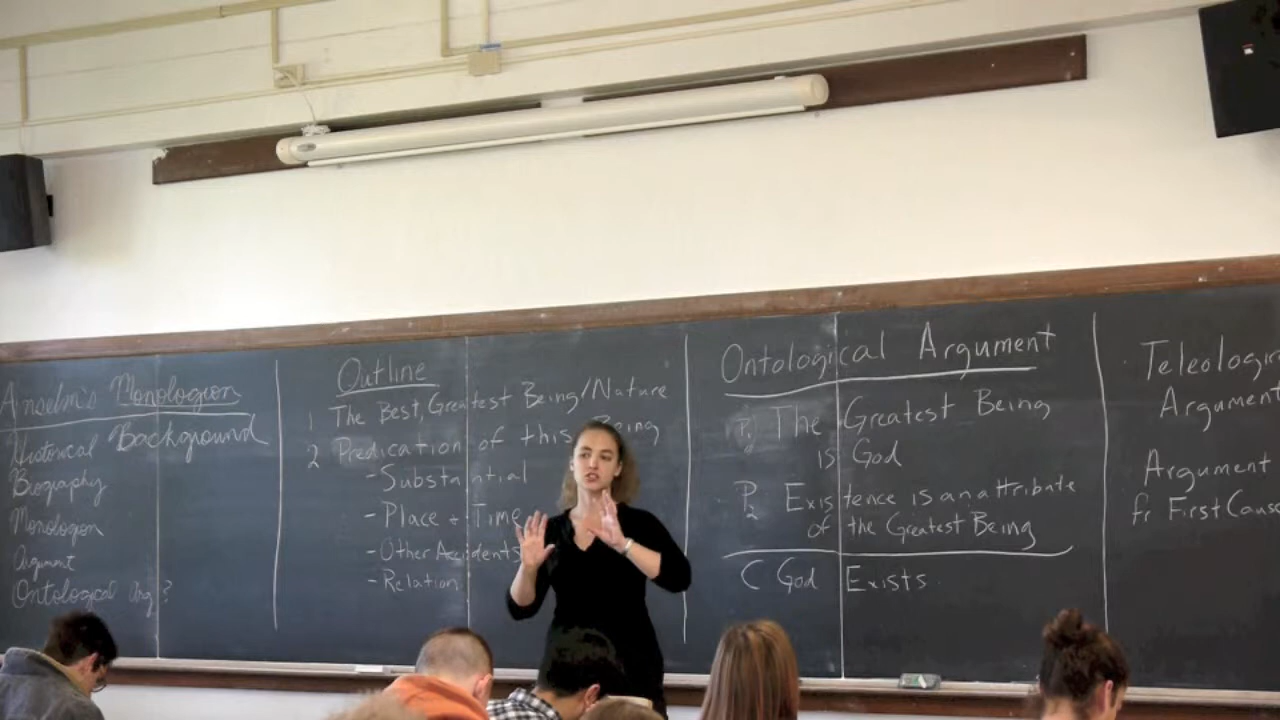 Anselm's Monologion
Historical Background
Biography
Monologion
Argument
Ontological Arg?
Outline
1 The Best, Greatest Being/Nature
2 Predication of this Being
- Substantial
- Place + Time
- Other Accidents
- Relation
Ontological Argument
P1 The Greatest Being
is God
P2 Existence is an attribute
of the Greatest Being
C God Exists
Teleologi
Argument
Argument
fr First Cause